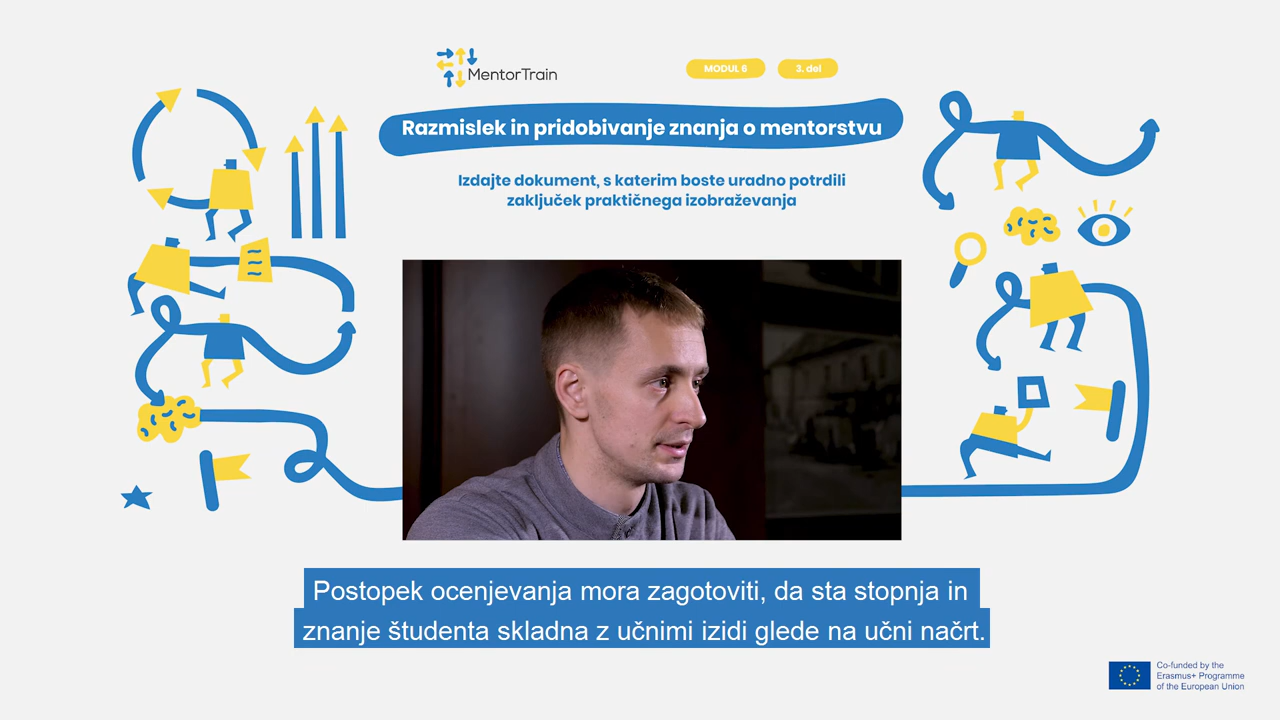 MentorTrain
MODUL 6
3. del
Razmislek in pridobivanje znanja o mentorstvu
Izdajte dokument, s katerim boste uradno potrdili
zaključek praktičnega izobraževanja
Postopek ocenjevanja mora zagotoviti, da sta stopnja in
znanje študenta skladna z učnimi izidi glede na učni načrt.
Co-funded by the
Erasmus+ Programme
of the European Union